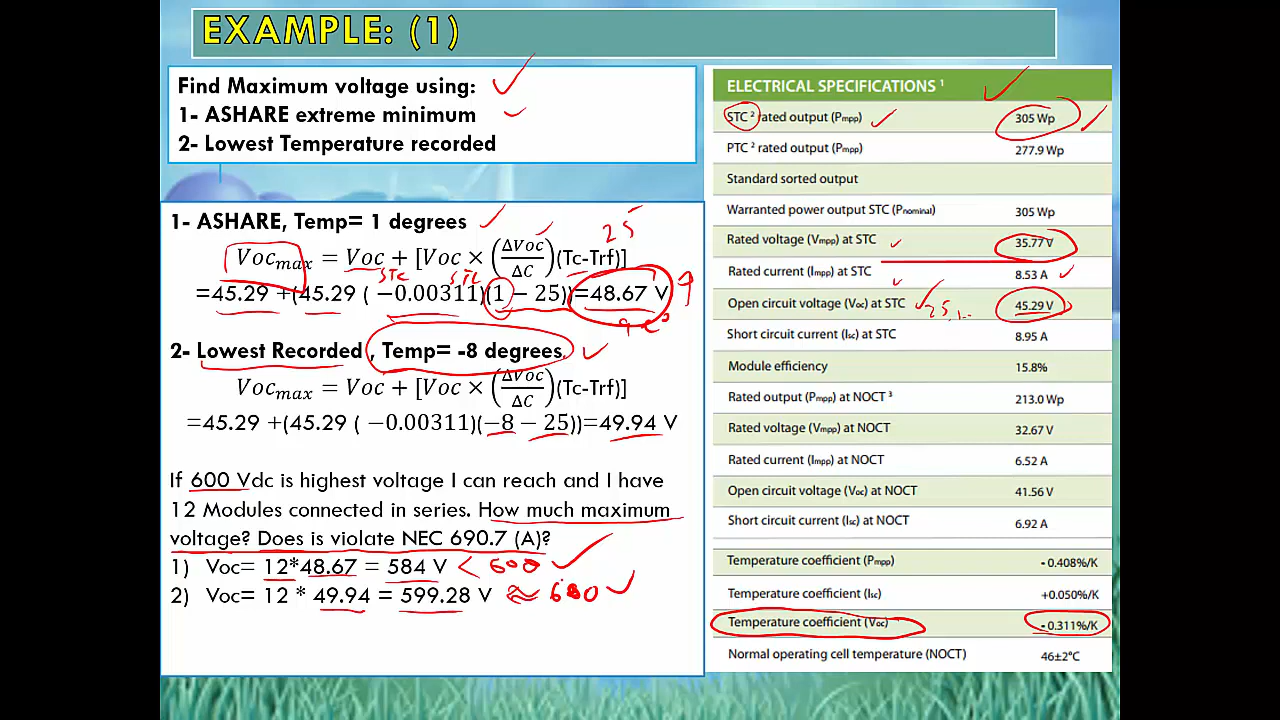 EXAMPLE: (1)
Find Maximum voltage using:
1- ASHARE extreme minimum
2- Lowest Temperature recorded
1- ASHARE, Temp= 1 degrees
25
Voc_max = Voc + [Voc × (ΔVoc/ΔC)(Tc-Trf)]
STC STC
=45.29 +(45.29 ( −0.00311)(1 − 25))=48.67 V
2- Lowest Recorded , Temp= -8 degrees
Voc_max = Voc + [Voc × (ΔVoc/ΔC)(Tc-Trf)]
=45.29 +(45.29 ( −0.00311)(−8 − 25))=49.94 V
If 600 Vdc is highest voltage I can reach and I have
12 Modules connected in series. How much maximum
voltage? Does is violate NEC 690.7 (A)?
1) Voc= 12*48.67 = 584 V < 600
2) Voc= 12 * 49.94 = 599.28 V ≈ 600
ELECTRICAL SPECIFICATIONS 1
STC 2 rated output (Pmpp) 305 Wp
PTC 2 rated output (Pmpp) 277.9 Wp
Standard sorted output
Warranted power output STC (Pnominal) 305 Wp
Rated voltage (Vmpp) at STC 35.77 V
Rated current (Impp) at STC 8.53 A
Open circuit voltage (Voc) at STC 25 45.29 V
Short circuit current (Isc) at STC 8.95 A
Module efficiency 15.8%
Rated output (Pmpp) at NOCT 3 213.0 Wp
Rated voltage (Vmpp) at NOCT 32.67 V
Rated current (Impp) at NOCT 6.52 A
Open circuit voltage (Voc) at NOCT 41.56 V
Short circuit current (Isc) at NOCT 6.92 A
Temperature coefficient (Pmpp) - 0.408%/K
Temperature coefficient (Isc) +0.050%/K
Temperature coefficient (Voc) - 0.311%/K
Normal operating cell temperature (NOCT) 46±2°C